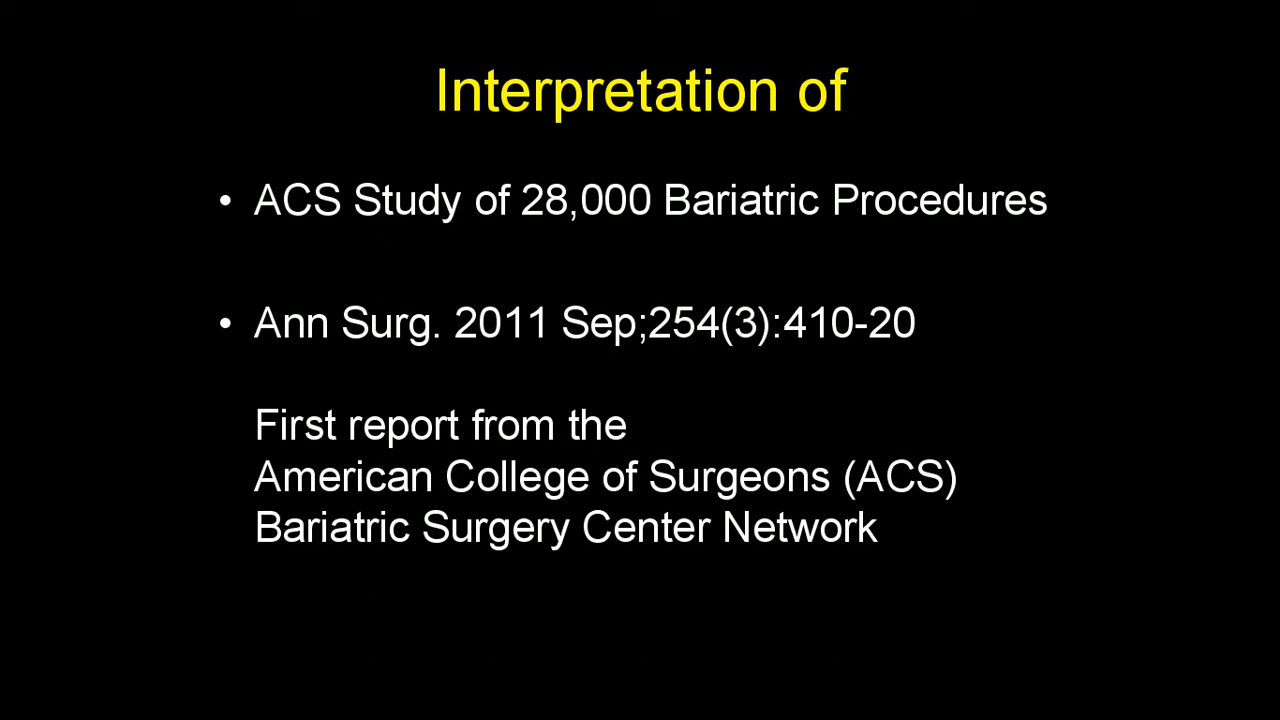 Interpretation of
• ACS Study of 28,000 Bariatric Procedures
• Ann Surg. 2011 Sep;254(3):410-20
First report from the
American College of Surgeons (ACS)
Bariatric Surgery Center Network